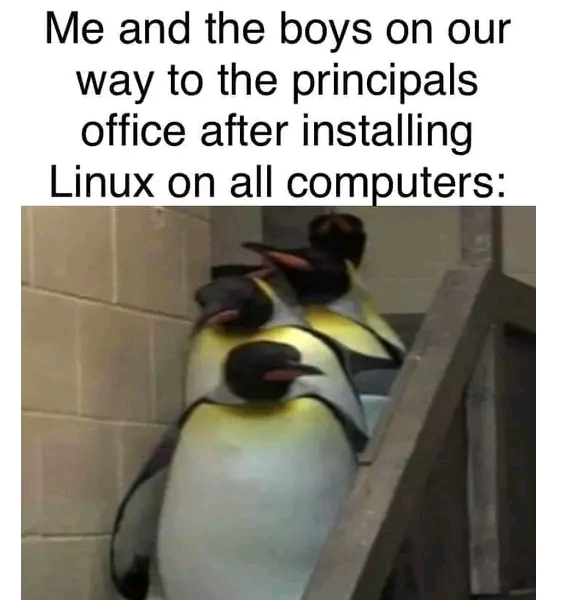 Me and the boys on our
way to the principals
office after installing
Linux on all computers: